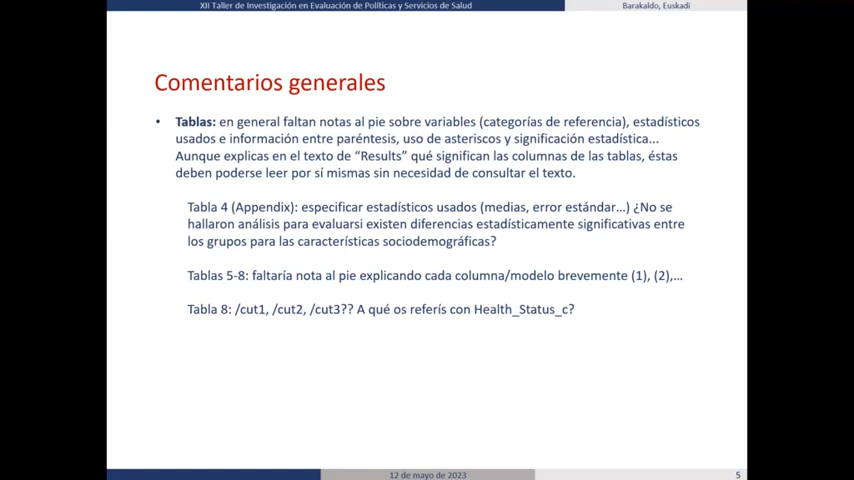 XII Taller de Investigación en Evaluación de Políticas y Servicios de Salud
Barakaldo, Euskadi
Comentarios generales
• Tablas: en general faltan notas al pie sobre variables (categorías de referencia), estadísticos
usados e información entre paréntesis, uso de asteriscos y significación estadística...
Aunque explicas en el texto de “Results” qué significan las columnas de las tablas, éstas
deben poderse leer por sí mismas sin necesidad de consultar el texto.
Tabla 4 (Appendix): especificar estadísticos usados (medias, error estándar…) ¿No se
hallaron análisis para evaluarsi existen diferencias estadísticamente significativas entre
los grupos para las características sociodemográficas?
Tablas 5-8: faltaría nota al pie explicando cada columna/modelo brevemente (1), (2),…
Tabla 8: /cut1, /cut2, /cut3?? A qué os referís con Health_Status_c?
12 de mayo de 2023
5